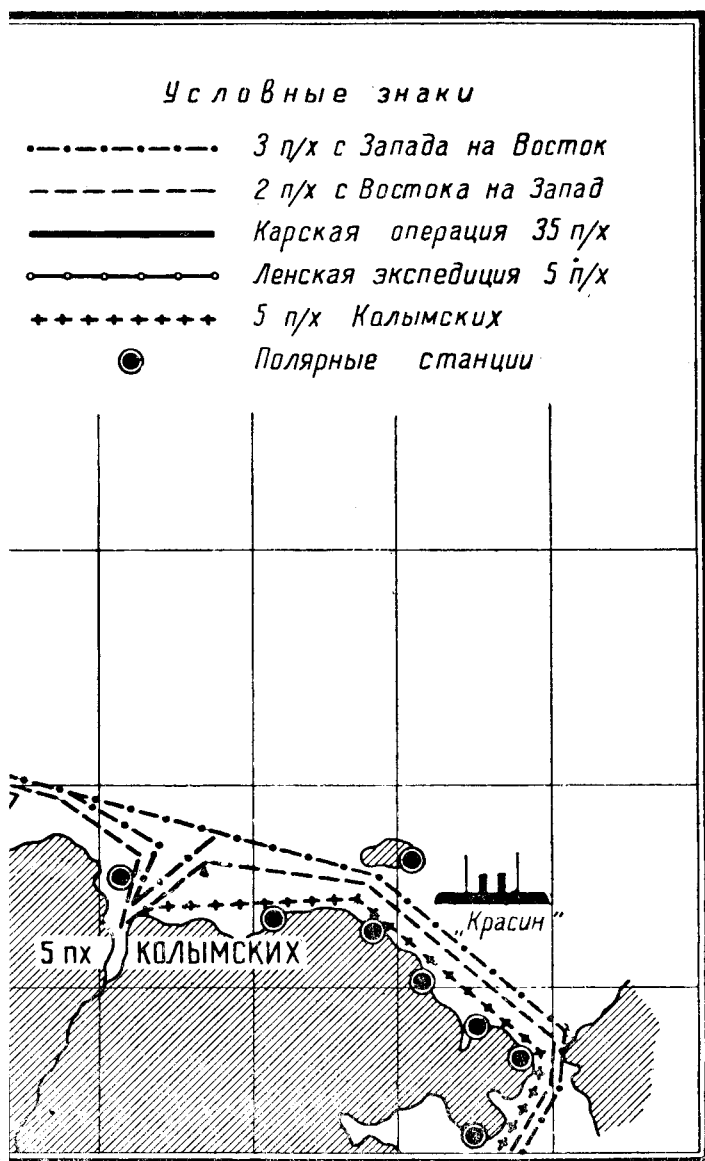 Условные знаки
3 п/х с Запада на Восток
2 п/х с Востока на Запад
Карская операция 35 п/х
Ленская экспедиция 5 п/х
5 п/х Колымских
Полярные станции
„Красин"
5 пх КОЛЫМСКИХ